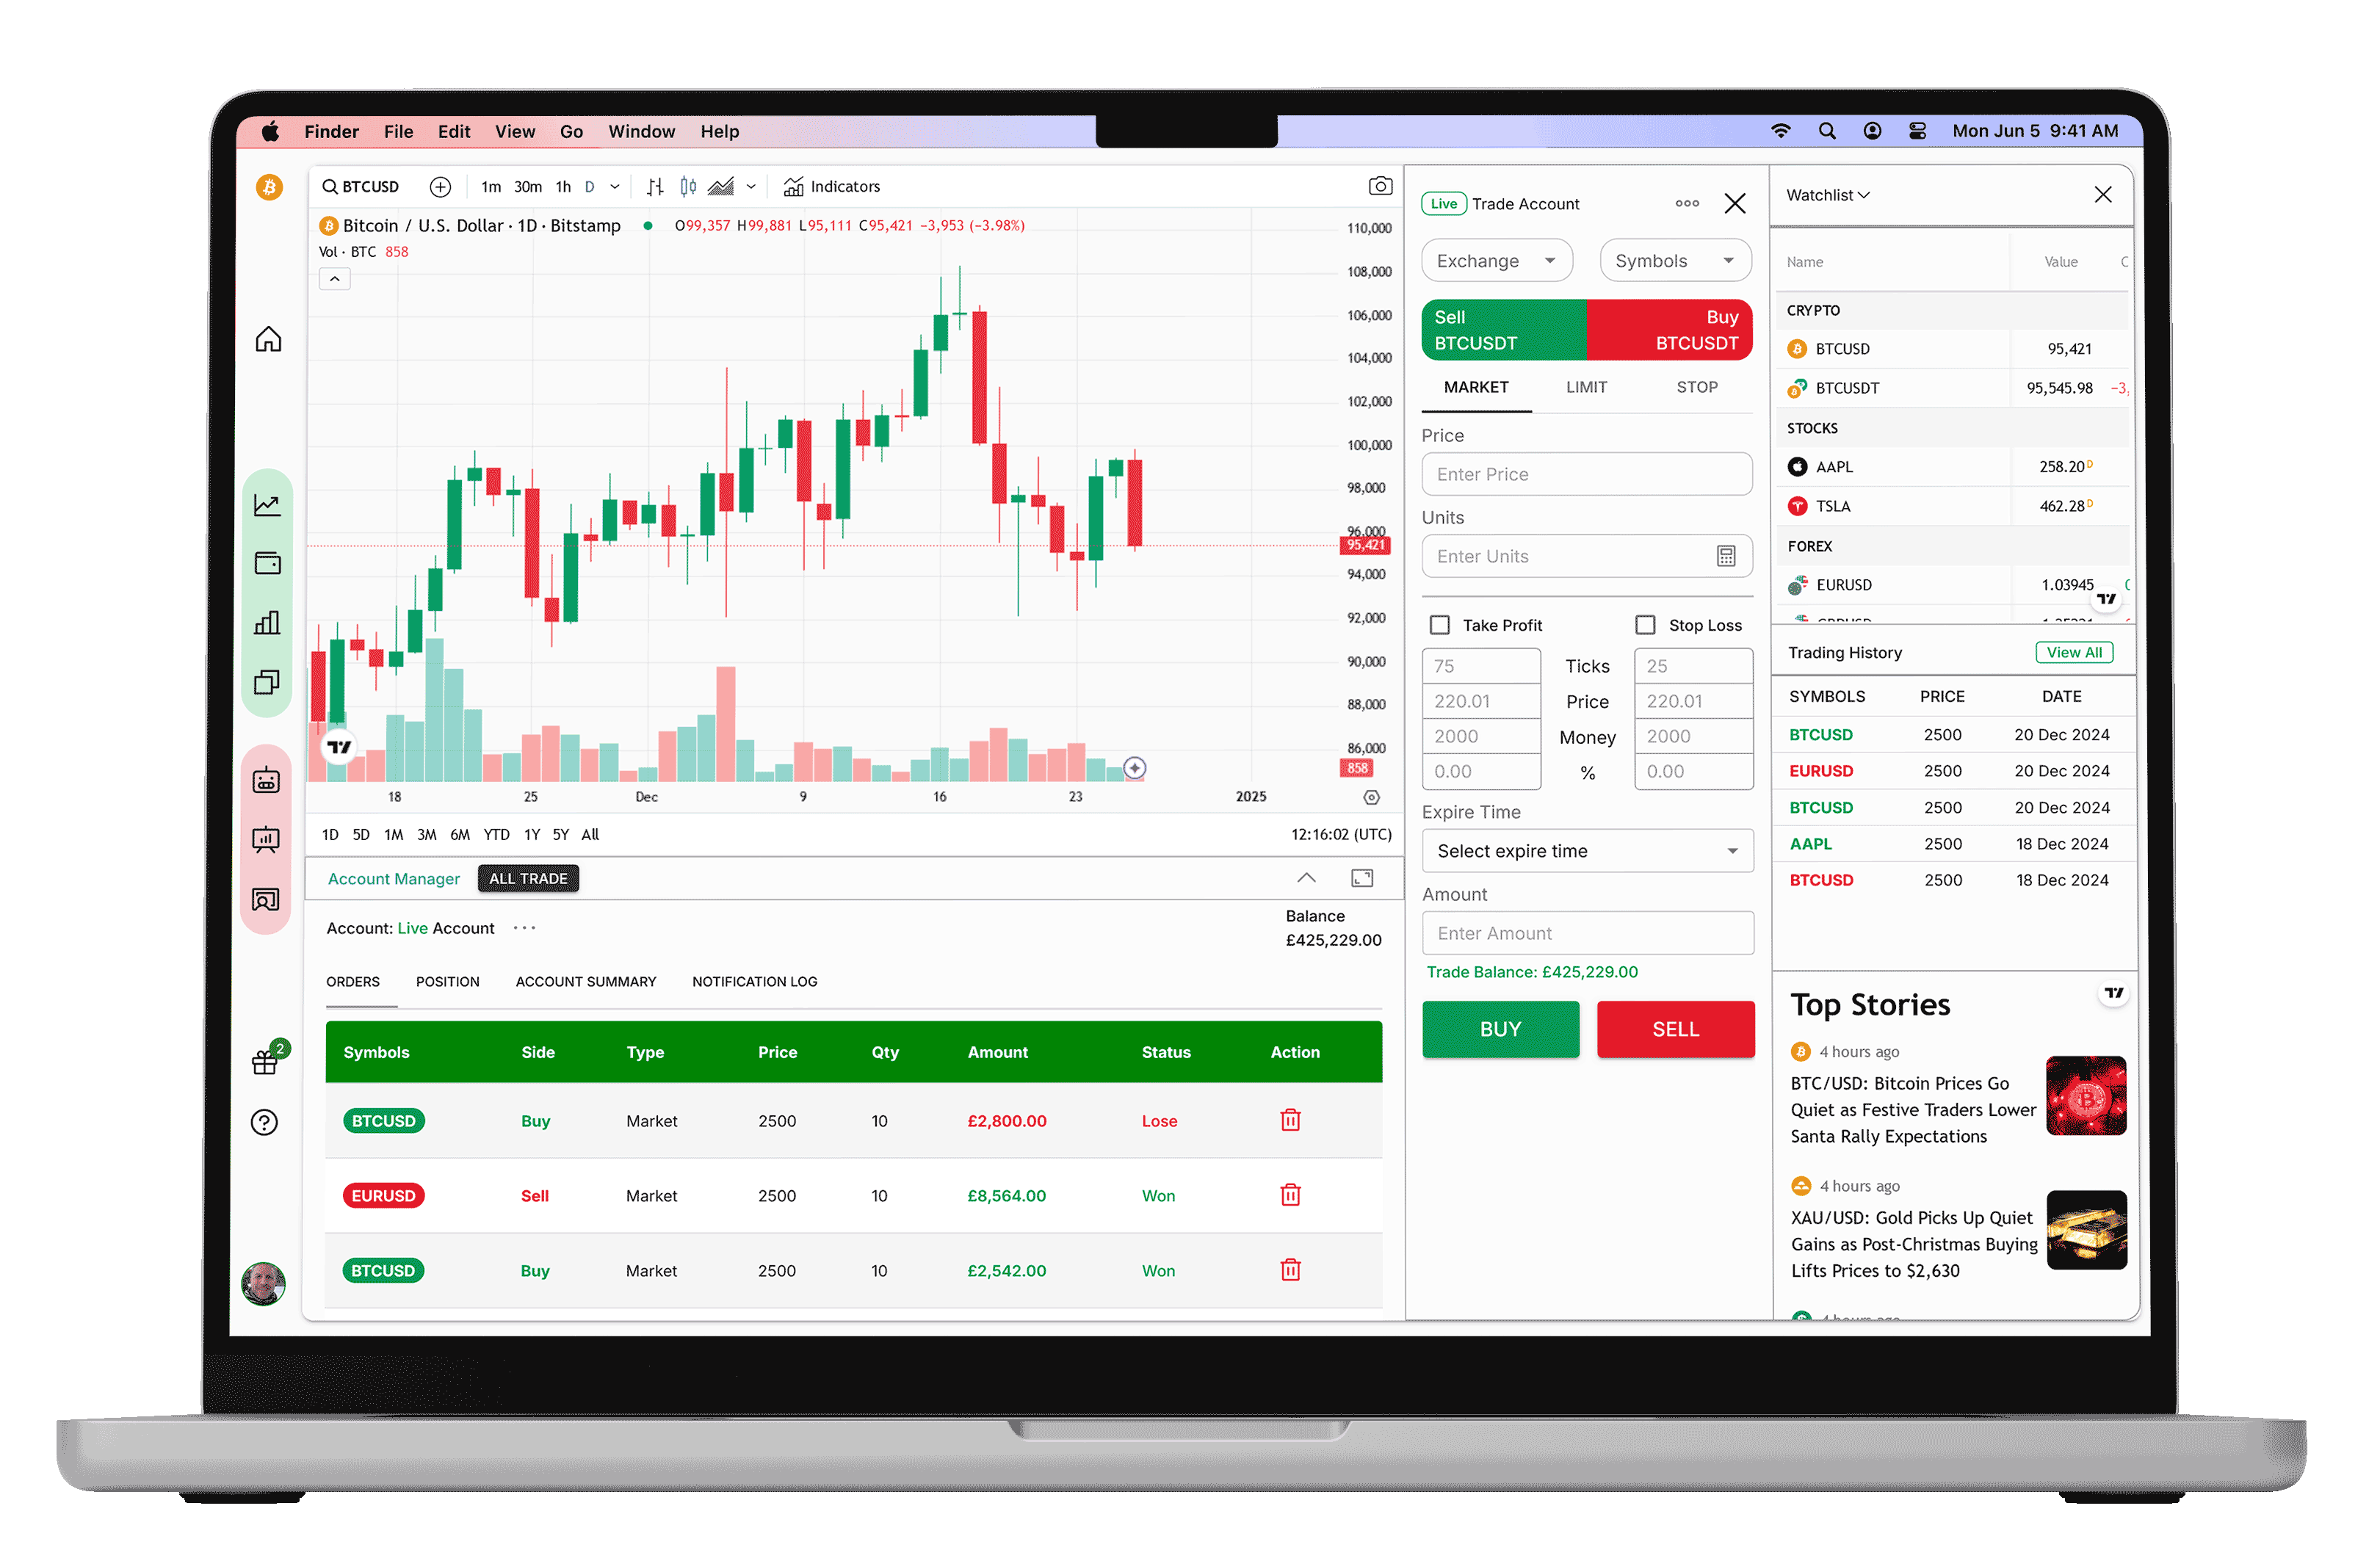 Finder File Edit View Go Window Help
Mon Jun 5 9:41 AM
BTCUSD 1m 30m 1h D Indicators
Bitcoin / U.S. Dollar · 1D · Bitstamp O99,357 H99,881 L95,111 C95,421 −3,953 (−3.98%)
Vol · BTC 858
110,000
108,000
106,000
104,000
102,000
100,000
98,000
96,000
95,421
94,000
92,000
90,000
88,000
86,000
858
18 25 Dec 9 16 23 2025
1D 5D 1M 3M 6M YTD 1Y 5Y All
12:16:02 (UTC)
2
Account Manager ALL TRADE
Account: Live Account ···
Balance
£425,229.00
ORDERS POSITION ACCOUNT SUMMARY NOTIFICATION LOG
Symbols Side Type Price Qty Amount Status Action
BTCUSD Buy Market 2500 10 £2,800.00 Lose
EURUSD Sell Market 2500 10 £8,564.00 Won
BTCUSD Buy Market 2500 10 £2,542.00 Won
Live Trade Account
Exchange Symbols
Sell Buy
BTCUSDT BTCUSDT
MARKET LIMIT STOP
Price
Enter Price
Units
Enter Units
Take Profit Stop Loss
75 Ticks 25
220.01 Price 220.01
2000 Money 2000
0.00 % 0.00
Expire Time
Select expire time
Amount
Enter Amount
Trade Balance: £425,229.00
BUY SELL
Watchlist
Name Value
CRYPTO
BTCUSD 95,421
BTCUSDT 95,545.98 −3,
STOCKS
AAPL 258.20 D
TSLA 462.28 D
FOREX
EURUSD 1.03945
Trading History View All
SYMBOLS PRICE DATE
BTCUSD 2500 20 Dec 2024
EURUSD 2500 20 Dec 2024
BTCUSD 2500 20 Dec 2024
AAPL 2500 18 Dec 2024
BTCUSD 2500 18 Dec 2024
Top Stories
4 hours ago
BTC/USD: Bitcoin Prices Go
Quiet as Festive Traders Lower
Santa Rally Expectations
4 hours ago
XAU/USD: Gold Picks Up Quiet
Gains as Post-Christmas Buying
Lifts Prices to $2,630
4 hours ago